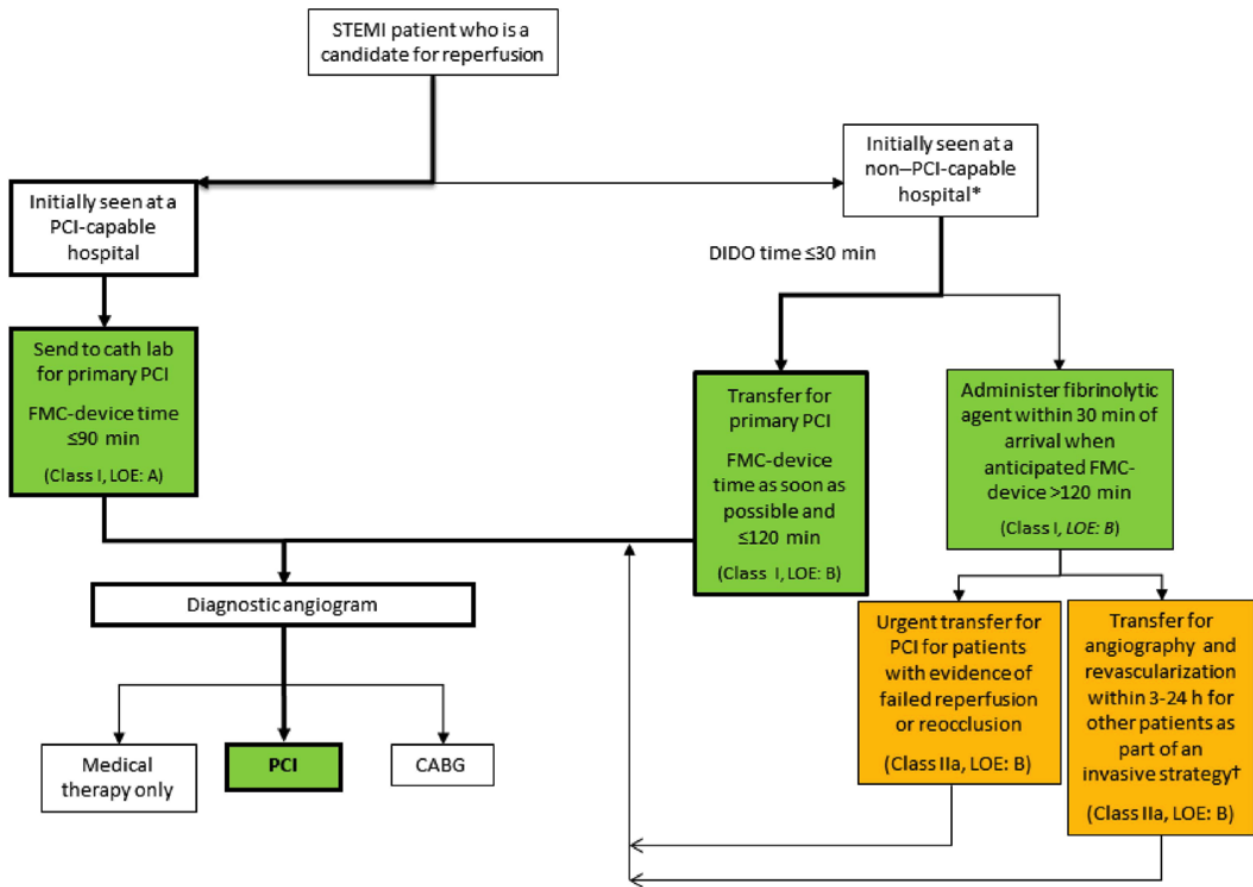 STEMI patient who is a
candidate for reperfusion
Initially seen at a
PCI-capable
hospital
Initially seen at a
non–PCI-capable
hospital*
DIDO time ≤30 min
Send to cath lab
for primary PCI
FMC-device time
≤90 min
(Class I, LOE: A)
Transfer for
primary PCI
FMC-device
time as soon as
possible and
≤120 min
(Class I, LOE: B)
Administer fibrinolytic
agent within 30 min of
arrival when
anticipated FMC-
device >120 min
(Class I, LOE: B)
Diagnostic angiogram
Medical
therapy only
PCI
CABG
Urgent transfer for
PCI for patients
with evidence of
failed reperfusion
or reocclusion
(Class IIa, LOE: B)
Transfer for
angiography and
revascularization
within 3-24 h for
other patients as
part of an
invasive strategy†
(Class IIa, LOE: B)